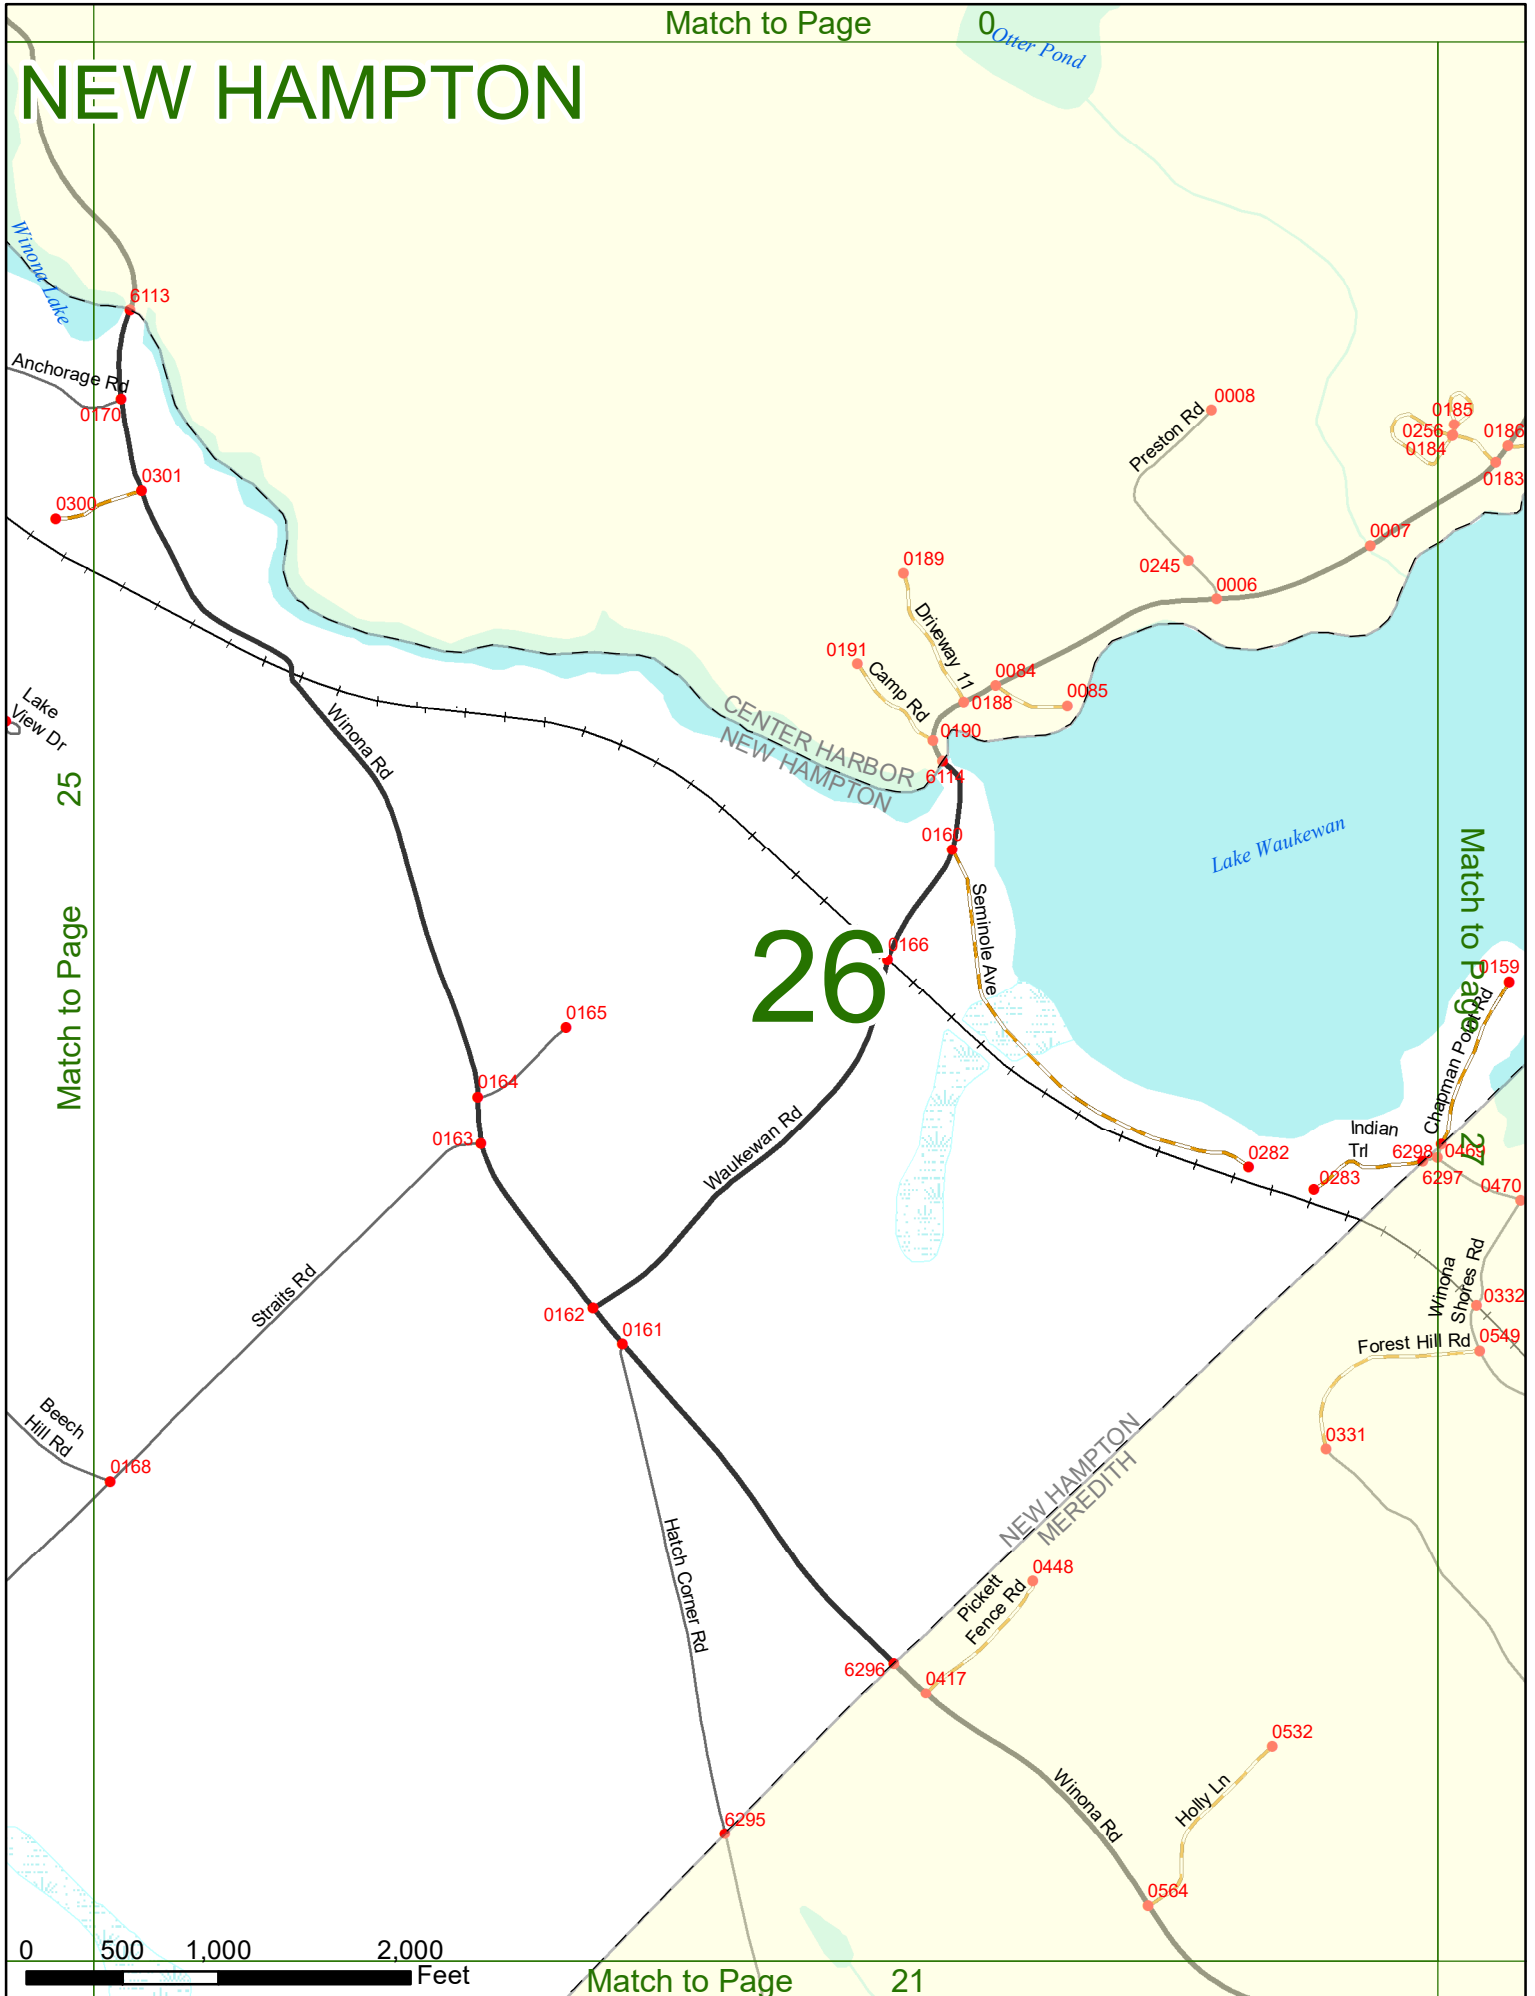 Match to Page 0
Otter Pond
NEW HAMPTON
Winona Lake
6113
Anchorage Rd
0170
0301
0300
Preston Rd
0008
0185
0256
0184
0186
0183
0007
0245
0006
0189
Driveway 11
0191
Camp Rd
0084
0085
0188
0190
6114
CENTER HARBOR
NEW HAMPTON
Lake
View Dr
Winona Rd
Match to Page 25
0160
Lake Waukewan
Seminole Ave
0166
26
Match to Page 27
0159
Chapman Point Rd
0165
0164
0163
Waukewan Rd
Indian
Trl
0282
0283
6298
0469
6297
0470
Straits Rd
0162
0161
Winona
Shores Rd
0332
0549
Forest Hill Rd
0331
Beech
Hill Rd
0168
NEW HAMPTON
MEREDITH
Hatch Corner Rd
0448
Pickett
Fence Rd
6296
0417
0532
Holly Ln
Winona Rd
6295
0564
0 500 1,000 2,000
Feet
Match to Page 21